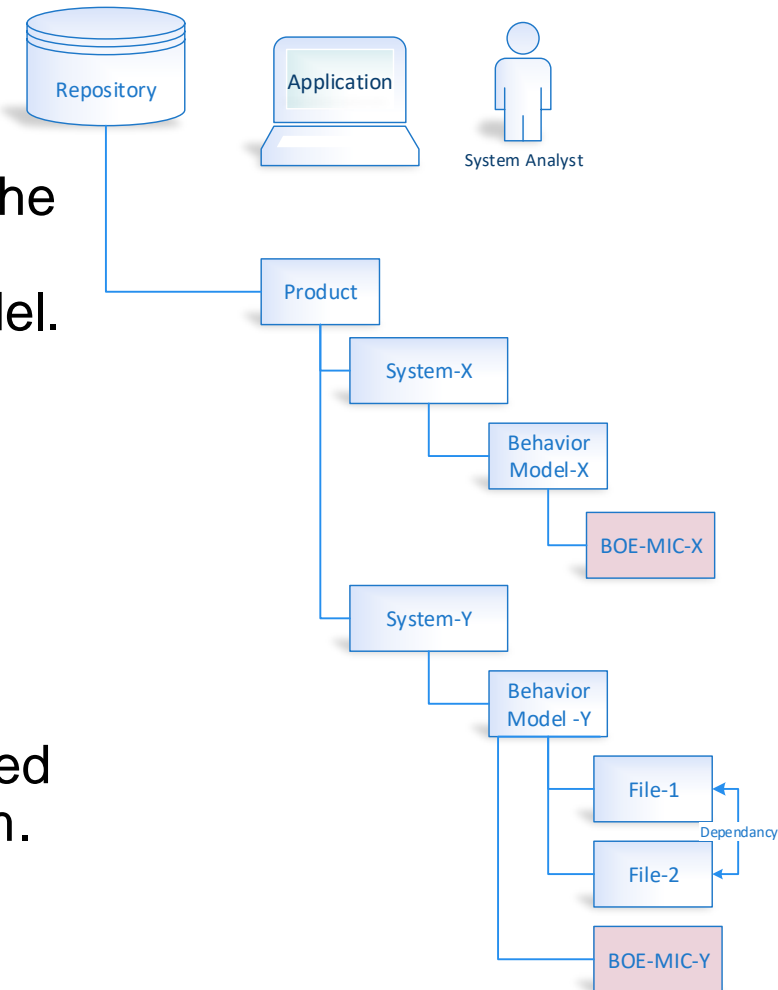 Repository
Application
System Analyst
he
Product
el.
System-X
Behavior
Model-X
BOE-MIC-X
System-Y
Behavior
Model -Y
ed
File-1
Dependancy
n.
File-2
BOE-MIC-Y